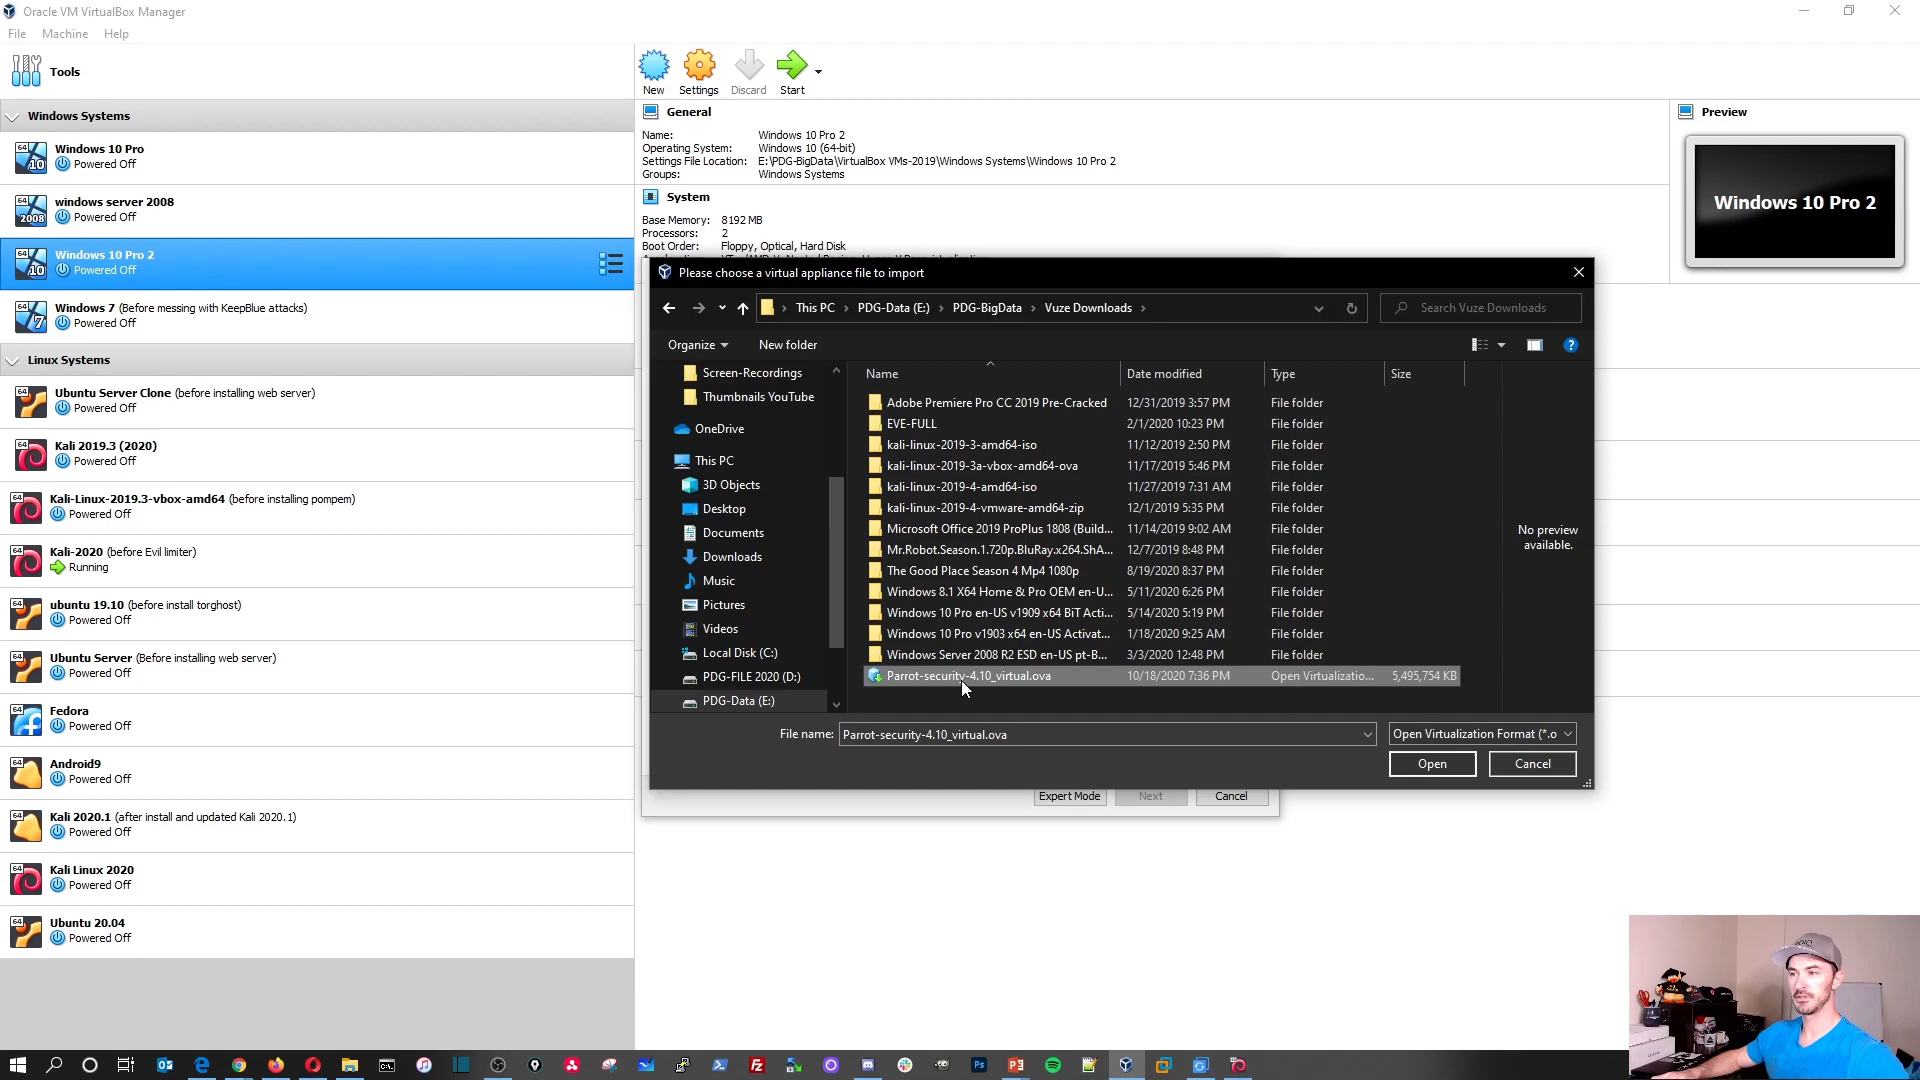 Oracle VM VirtualBox Manager
File Machine Help
Tools
New Settings Discard Start
Windows Systems
Windows 10 Pro
Powered Off
windows server 2008
Powered Off
Windows 10 Pro 2
Powered Off
Windows 7 (Before messing with KeepBlue attacks)
Powered Off
Linux Systems
Ubuntu Server Clone (before installing web server)
Powered Off
Kali 2019.3 (2020)
Powered Off
Kali-Linux-2019.3-vbox-amd64 (before installing pompem)
Powered Off
Kali-2020 (before Evil limiter)
Running
ubuntu 19.10 (before install torghost)
Powered Off
Ubuntu Server (Before installing web server)
Powered Off
Fedora
Powered Off
Android9
Powered Off
Kali 2020.1 (after install and updated Kali 2020.1)
Powered Off
Kali Linux 2020
Powered Off
Ubuntu 20.04
Powered Off
General
Name: Windows 10 Pro 2
Operating System: Windows 10 (64-bit)
Settings File Location: E:\PDG-BigData\VirtualBox VMs-2019\Windows Systems\Windows 10 Pro 2
Groups: Windows Systems
System
Base Memory: 8192 MB
Processors: 2
Boot Order: Floppy, Optical, Hard Disk
Preview
Windows 10 Pro 2
Please choose a virtual appliance file to import
This PC › PDG-Data (E:) › PDG-BigData › Vuze Downloads ›
Search Vuze Downloads
Organize New folder
Screen-Recordings
Thumbnails YouTube
OneDrive
This PC
3D Objects
Desktop
Documents
Downloads
Music
Pictures
Videos
Local Disk (C:)
PDG-FILE 2020 (D:)
PDG-Data (E:)
Name Date modified Type Size
Adobe Premiere Pro CC 2019 Pre-Cracked 12/31/2019 3:57 PM File folder
EVE-FULL 2/1/2020 10:23 PM File folder
kali-linux-2019-3-amd64-iso 11/12/2019 2:50 PM File folder
kali-linux-2019-3a-vbox-amd64-ova 11/17/2019 5:46 PM File folder
kali-linux-2019-4-amd64-iso 11/27/2019 7:31 AM File folder
kali-linux-2019-4-vmware-amd64-zip 12/1/2019 5:35 PM File folder
Microsoft Office 2019 ProPlus 1808 (Build... 11/14/2019 9:02 AM File folder
Mr.Robot.Season.1.720p.BluRay.x264.ShA... 12/7/2019 8:48 PM File folder
The Good Place Season 4 Mp4 1080p 8/19/2020 8:37 PM File folder
Windows 8.1 X64 Home & Pro OEM en-U... 5/11/2020 6:26 PM File folder
Windows 10 Pro en-US v1909 x64 BiT Acti... 5/14/2020 5:19 PM File folder
Windows 10 Pro v1903 x64 en-US Activat... 1/18/2020 9:25 AM File folder
Windows Server 2008 R2 ESD en-US pt-B... 3/3/2020 12:48 PM File folder
Parrot-security-4.10_virtual.ova 10/18/2020 7:36 PM Open Virtualizatio... 5,495,754 KB
No preview
available.
File name: Parrot-security-4.10_virtual.ova
Open Virtualization Format (*.o
Open Cancel
Expert Mode Next Cancel